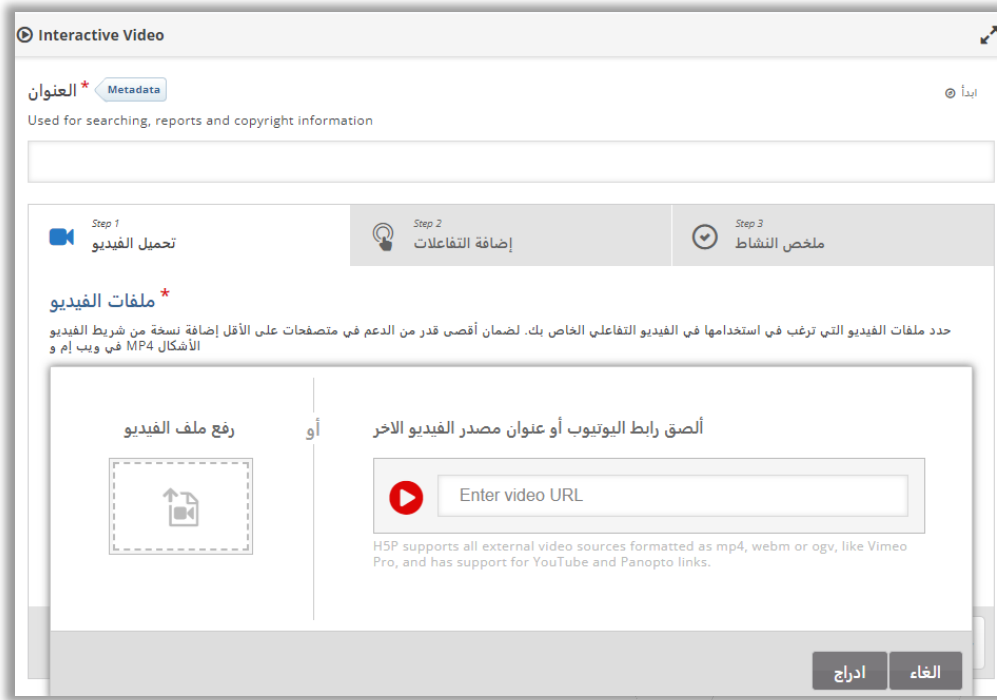 Interactive Video
العنوان * Metadata
ابدأ
Used for searching, reports and copyright information
Step 1
تحميل الفيديو
Step 2
إضافة التفاعلات
Step 3
ملخص النشاط
ملفات الفيديو *
حدد ملفات الفيديو التي ترغب في استخدامها في الفيديو التفاعلي الخاص بك. لضمان أقصى قدر من الدعم في متصفحات على الأقل إضافة نسخة من شريط الفيديو
الأشكال MP4 في ويب إم و
رفع ملف الفيديو
أو
ألصق رابط اليوتيوب أو عنوان مصدر الفيديو الاخر
Enter video URL
H5P supports all external video sources formatted as mp4, webm or ogv, like Vimeo
Pro, and has support for YouTube and Panopto links.
ادراج
الغاء